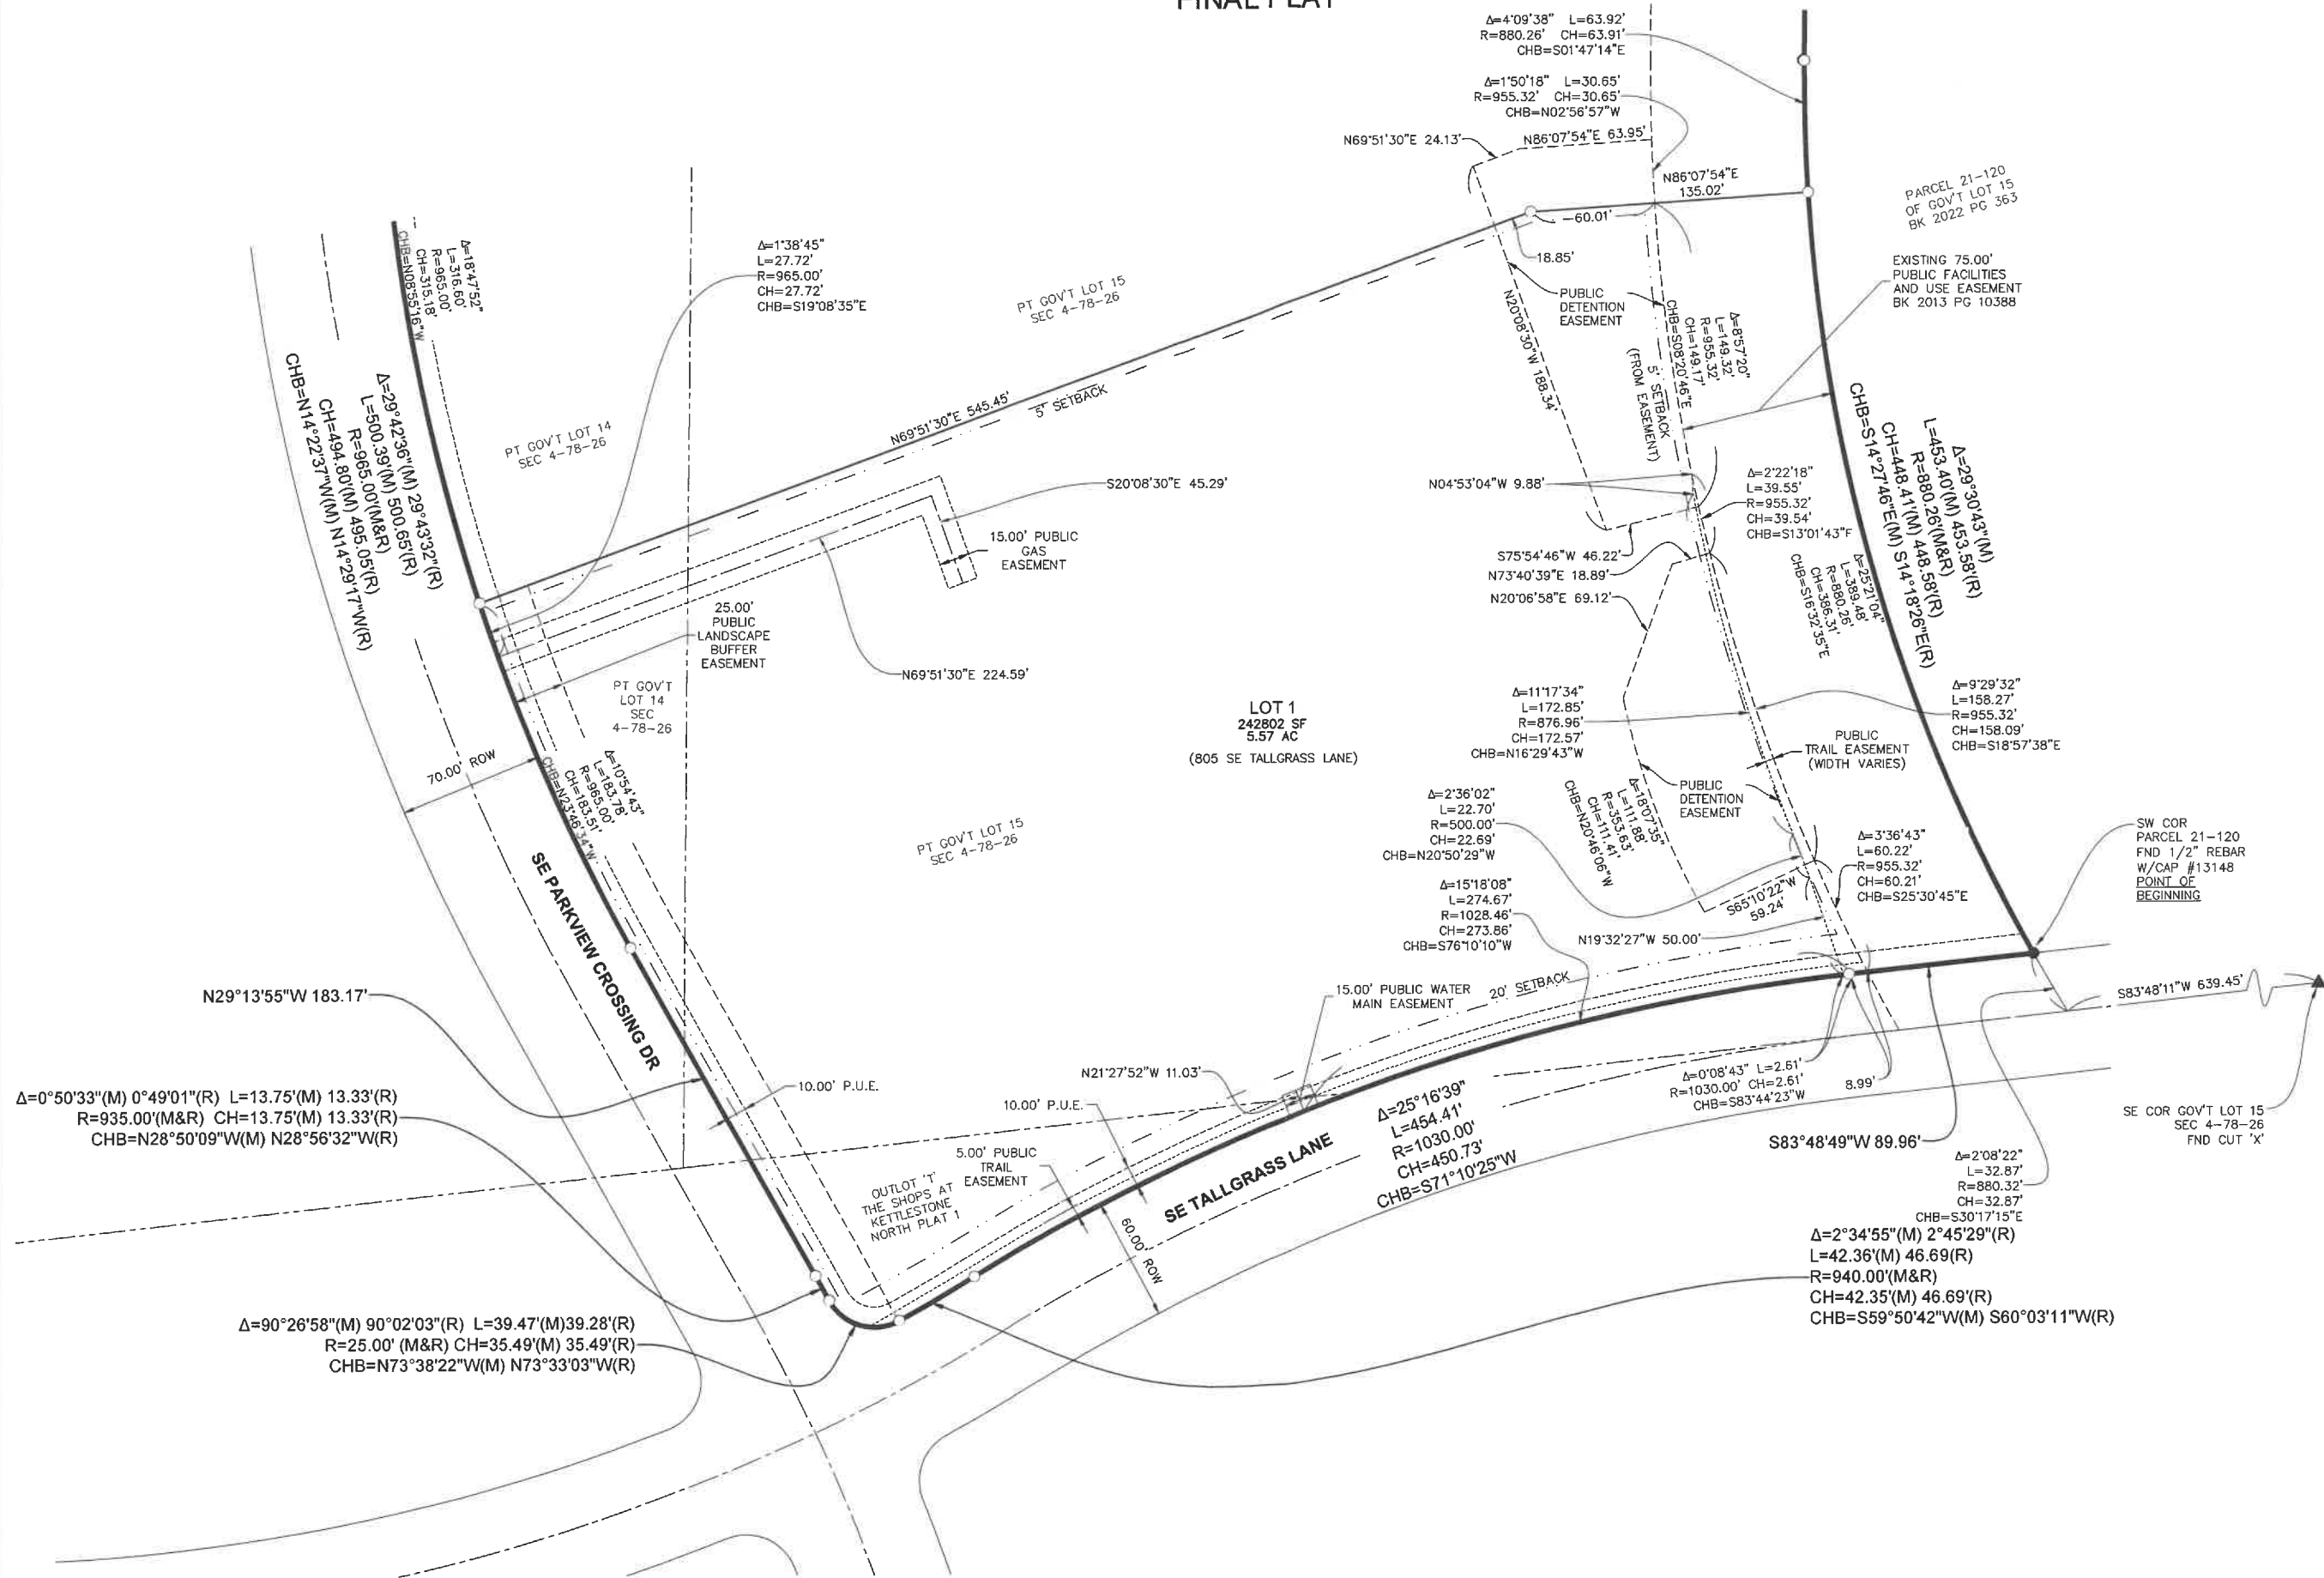 FINAL PLAT
Δ=4°09'38" L=63.92'
R=880.26' CH=63.91'
CHB=S01°47'14"E
Δ=1°50'18" L=30.65'
R=955.32' CH=30.65'
CHB=N02°56'57"W
N69°51'30"E 24.13'
N86°07'54"E 63.95'
N86°07'54"E
135.02'
60.01'
18.85'
PARCEL 21-120
OF GOV'T LOT 15
BK 2022 PG 363
EXISTING 75.00'
PUBLIC FACILITIES
AND USE EASEMENT
BK 2013 PG 10388
Δ=18°47'52"
L=316.60'
R=965.00'
CH=315.18'
CHB=N08°55'16"W
Δ=1°38'45"
L=27.72'
R=965.00'
CH=27.72'
CHB=S19°08'35"E
PT GOV'T LOT 15
SEC 4-78-26
PUBLIC
DETENTION
EASEMENT
N20°08'30"W 188.34'
5' SETBACK
(FROM EASEMENT)
Δ=8°57'20"
L=149.32'
R=955.32'
CH=149.17'
CHB=S08°20'46"E
Δ=29°42'36"(M) 29°43'32"(R)
L=500.39'(M) 500.65'(R)
R=965.00'(M&R)
CH=494.80'(M) 495.05'(R)
CHB=N14°22'37"W(M) N14°29'17"W(R)
PT GOV'T LOT 14
SEC 4-78-26
N69°51'30"E 545.45'
5' SETBACK
S20°08'30"E 45.29'
15.00' PUBLIC
GAS
EASEMENT
N04°53'04"W 9.88'
Δ=2°22'18"
L=39.55'
R=955.32'
CH=39.54'
CHB=S13°01'43"E
Δ=29°30'43"(M)
L=453.40'(M) 453.58'(R)
R=880.26'(M&R)
CH=448.41'(M) 448.58'(R)
CHB=S14°27'46"E(M) S14°18'26"E(R)
S75°54'46"W 46.22'
N73°40'39"E 18.89'
N20°06'58"E 69.12'
Δ=25°21'04"
L=389.48'
R=880.26'
CH=386.31'
CHB=S16°32'35"E
25.00'
PUBLIC
LANDSCAPE
BUFFER
EASEMENT
N69°51'30"E 224.59'
PT GOV'T
LOT 14
SEC
4-78-26
LOT 1
242802 SF
5.57 AC
(805 SE TALLGRASS LANE)
Δ=11°17'34"
L=172.85'
R=876.96'
CH=172.57'
CHB=N16°29'43"W
Δ=9°29'32"
L=158.27'
R=955.32'
CH=158.09'
CHB=S18°57'38"E
PUBLIC
TRAIL EASEMENT
(WIDTH VARIES)
70.00' ROW
Δ=10°54'43"
L=183.78'
R=965.00'
CH=183.51'
CHB=N23°46'34"W
PUBLIC
DETENTION
EASEMENT
Δ=18°07'35"
L=111.88'
R=353.63'
CH=111.41'
CHB=N20°46'06"W
Δ=2°36'02"
L=22.70'
R=500.00'
CH=22.69'
CHB=N20°50'29"W
PT GOV'T LOT 15
SEC 4-78-26
Δ=3°36'43"
L=60.22'
R=955.32'
CH=60.21'
CHB=S25°30'45"E
SW COR
PARCEL 21-120
FND 1/2" REBAR
W/CAP #13148
POINT OF
BEGINNING
Δ=15°18'08"
L=274.67'
R=1028.46'
CH=273.86'
CHB=S76°10'10"W
S65°10'22"W
59.24'
N19°32'27"W 50.00'
SE PARKVIEW CROSSING DR
N29°13'55"W 183.17'
15.00' PUBLIC WATER
MAIN EASEMENT
20' SETBACK
S83°48'11"W 639.45'
N21°27'52"W 11.03'
10.00' P.U.E.
10.00' P.U.E.
Δ=0°08'43" L=2.61'
R=1030.00' CH=2.61'
CHB=S83°44'23"W
8.99'
Δ=0°50'33"(M) 0°49'01"(R) L=13.75'(M) 13.33'(R)
R=935.00'(M&R) CH=13.75'(M) 13.33'(R)
CHB=N28°50'09"W(M) N28°56'32"W(R)
SE COR GOV'T LOT 15
SEC 4-78-26
FND CUT 'X'
Δ=25°16'39"
L=454.41'
R=1030.00'
CH=450.73'
CHB=S71°10'25"W
S83°48'49"W 89.96'
5.00' PUBLIC
TRAIL
EASEMENT
SE TALLGRASS LANE
OUTLOT 'T'
THE SHOPS AT
KETTLESTONE
NORTH PLAT 1
60.00' ROW
Δ=2°08'22"
L=32.87'
R=880.32'
CH=32.87'
CHB=S30°17'15"E
Δ=2°34'55"(M) 2°45'29"(R)
L=42.36'(M) 46.69(R)
R=940.00'(M&R)
CH=42.35'(M) 46.69'(R)
CHB=S59°50'42"W(M) S60°03'11"W(R)
Δ=90°26'58"(M) 90°02'03"(R) L=39.47'(M)39.28'(R)
R=25.00' (M&R) CH=35.49'(M) 35.49'(R)
CHB=N73°38'22"W(M) N73°33'03"W(R)